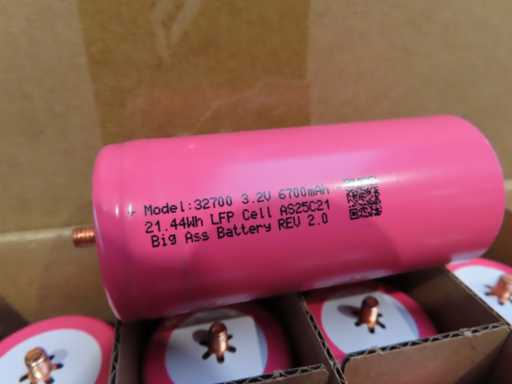 + Model:32700 3.2V 6700mAh
21.44Wh LFP Cell AS25C21
Big Ass Battery REV 2.0